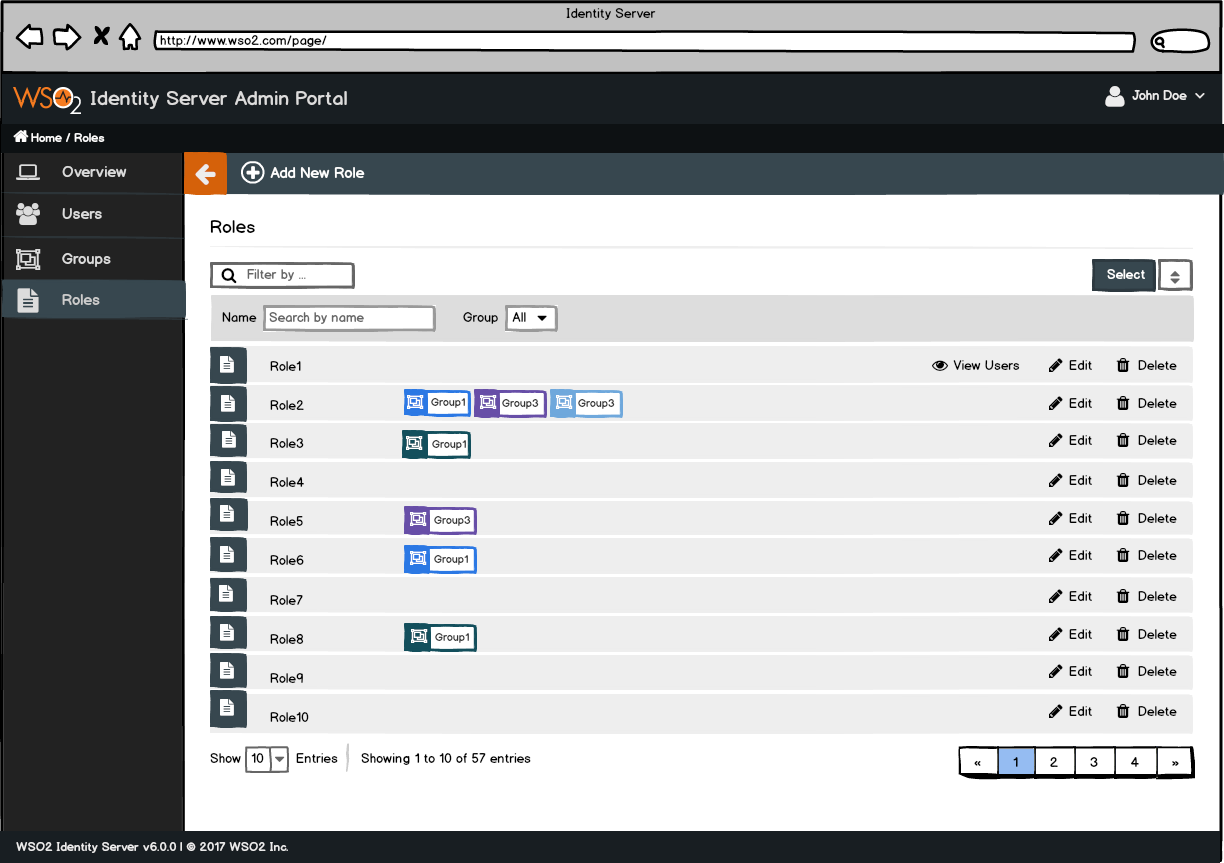 Identity Server
http://www.wso2.com/page/
WSO2 Identity Server Admin Portal
John Doe
Home / Roles
Overview
Users
Groups
Roles
Add New Role
Roles
Filter by ...
Select
Name Search by name Group All
Role1 View Users Edit Delete
Role2 Group1 Group3 Group3 Edit Delete
Role3 Group1 Edit Delete
Role4 Edit Delete
Role5 Group3 Edit Delete
Role6 Group1 Edit Delete
Role7 Edit Delete
Role8 Group1 Edit Delete
Role9 Edit Delete
Role10 Edit Delete
Show 10 Entries Showing 1 to 10 of 57 entries
« 1 2 3 4 »
WSO2 Identity Server v6.0.0 | © 2017 WSO2 Inc.